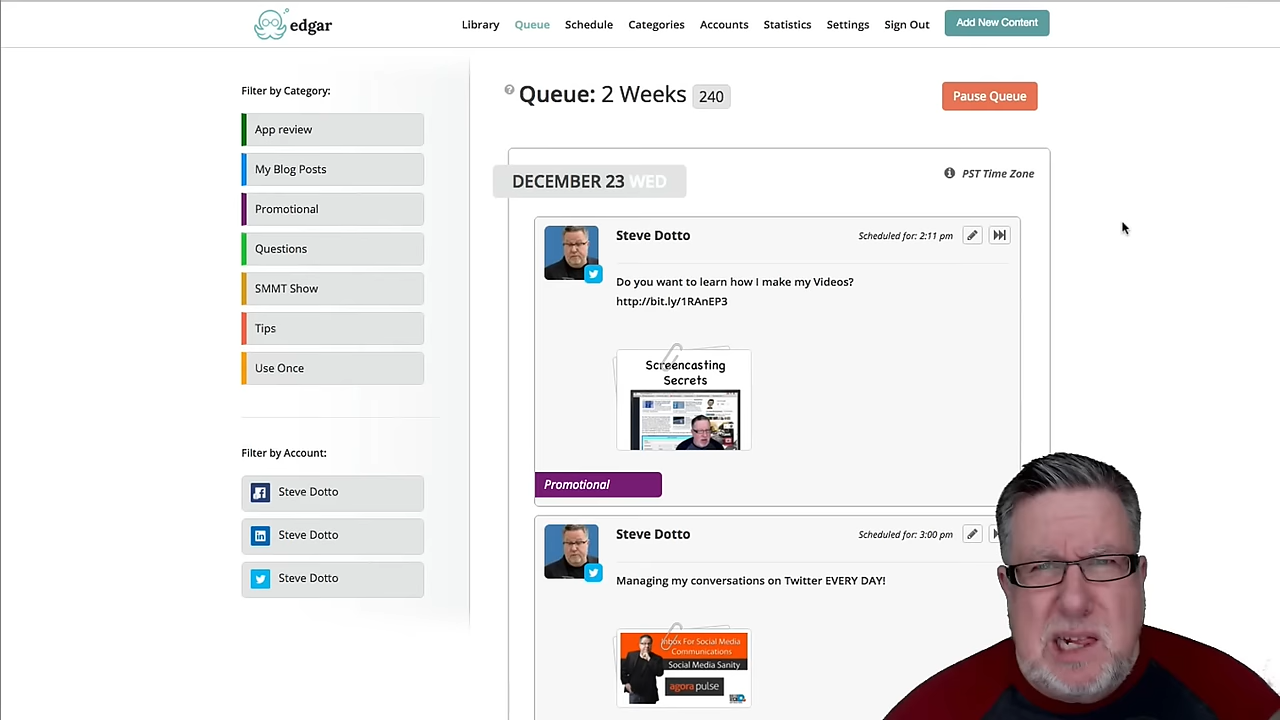 edgar
Library Queue Schedule Categories Accounts Statistics Settings Sign Out Add New Content
Filter by Category:
App review
My Blog Posts
Promotional
Questions
SMMT Show
Tips
Use Once
Filter by Account:
Steve Dotto
Steve Dotto
Steve Dotto
? Queue: 2 Weeks 240
Pause Queue
DECEMBER 23 WED
PST Time Zone
Steve Dotto
Scheduled for: 2:11 pm
Do you want to learn how I make my Videos?
http://bit.ly/1RAnEP3
Screencasting
Secrets
Promotional
Steve Dotto
Scheduled for: 3:00 pm
Managing my conversations on Twitter EVERY DAY!
Inbox For Social Media
Communications
Social Media Sanity
agorapulse